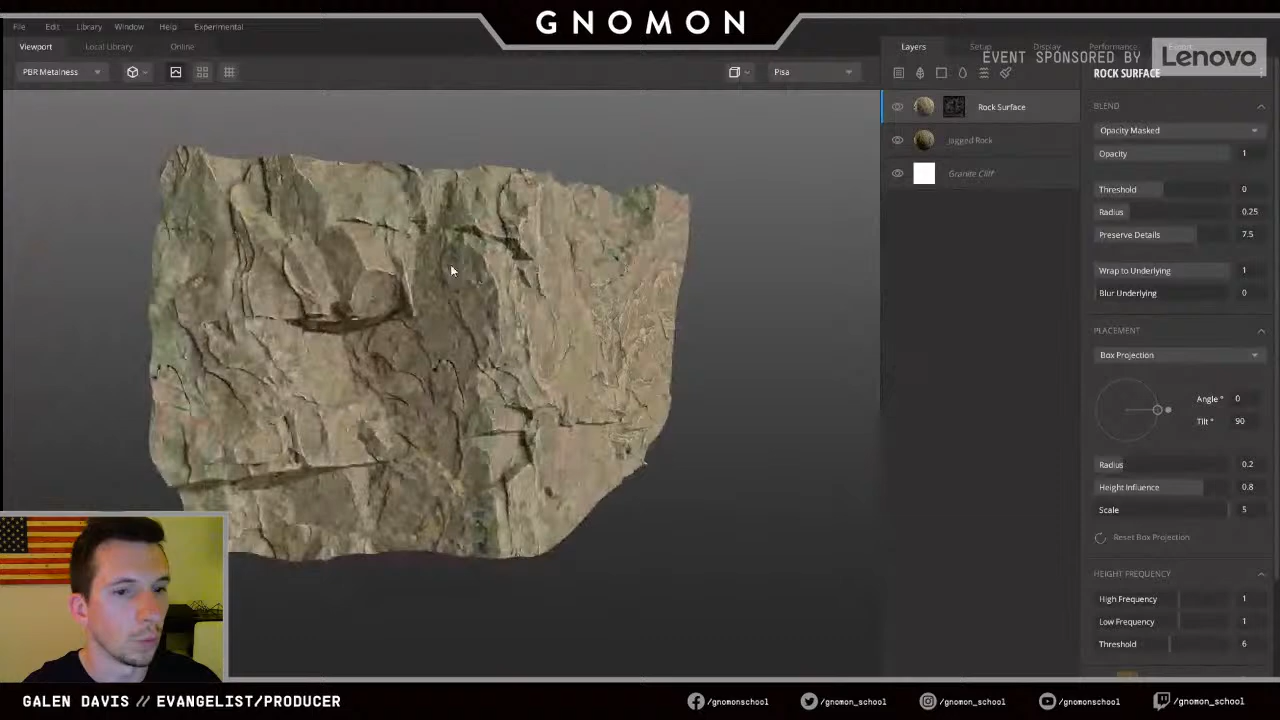 GNOMON
EVENT SPONSORED BY Lenovo
File Edit Library Window Help Experimental
Viewport Local Library Online
Layers Setup Display Performance
PBR Metalness
Pisa
ROCK SURFACE
Rock Surface
Jagged Rock
Granite Cliff
BLEND
Opacity Masked
Opacity 1
Threshold 0
Radius 0.25
Preserve Details 7.5
Wrap to Underlying 1
Blur Underlying 0
PLACEMENT
Box Projection
Angle ° 0
Tilt ° 90
Radius 0.2
Height Influence 0.8
Scale 5
Reset Box Projection
HEIGHT FREQUENCY
High Frequency 1
Low Frequency 1
Threshold 6
GALEN DAVIS // EVANGELIST/PRODUCER
/gnomonschool /gnomon_school /gnomon_school /gnomonschool /gnomon_school